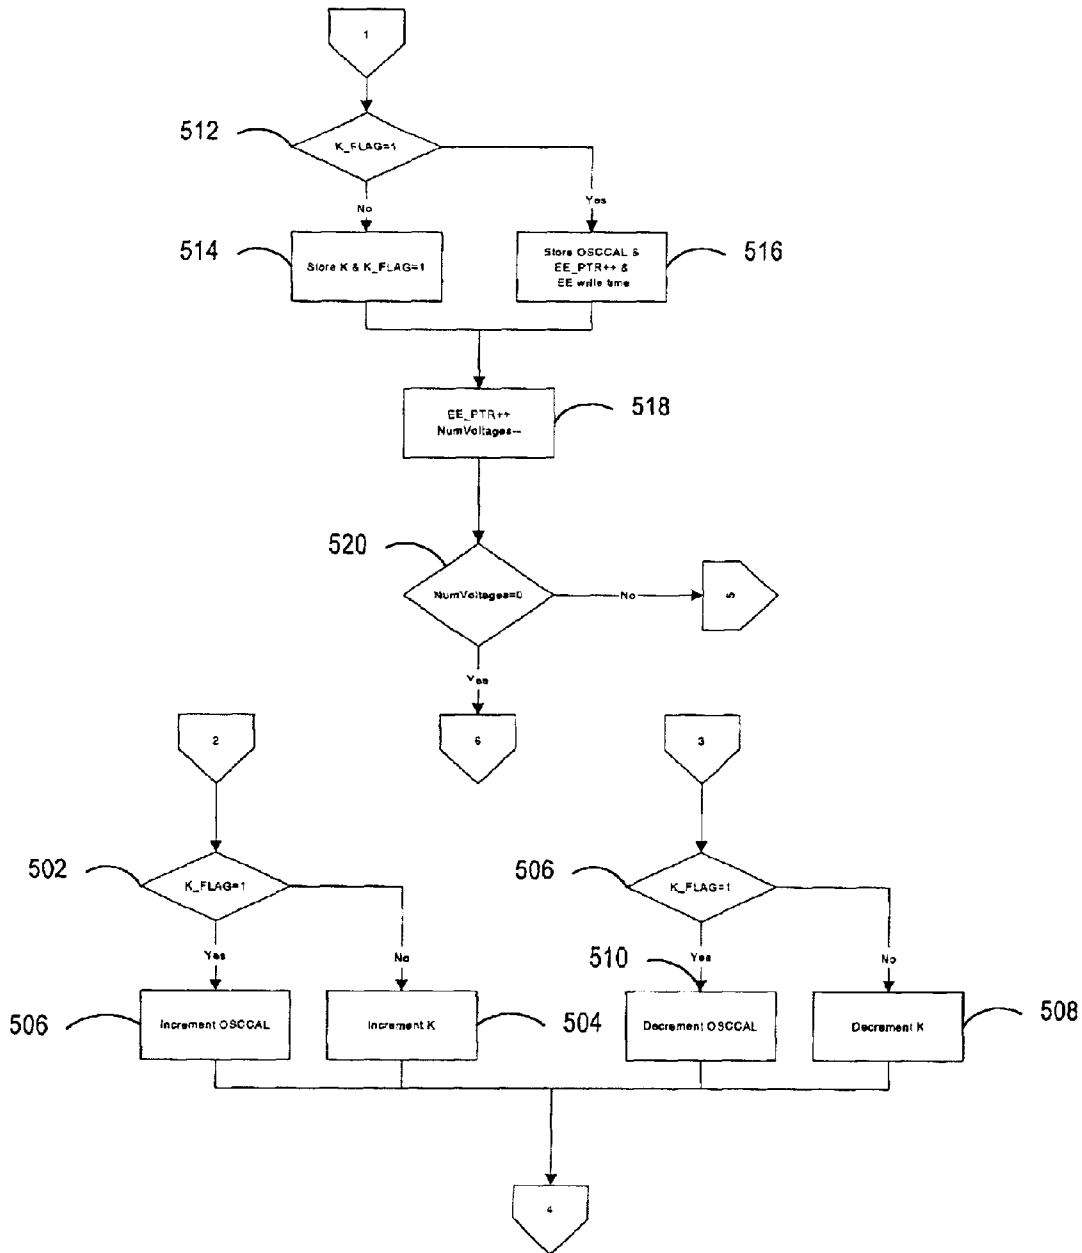 1
512
K_FLAG=1
No
Yes
514
Store K & K_FLAG=1
Store OSCCAL &
EE_PTR++ &
EE write time
516
EE_PTR++
NumVoltages--
518
520
NumVoltages=0
No
5
Yes
6
2
3
502
K_FLAG=1
506
K_FLAG=1
Yes
No
510
Yes
No
506
Increment OSCCAL
Increment K
504
Decrement OSCCAL
Decrement K
508
4